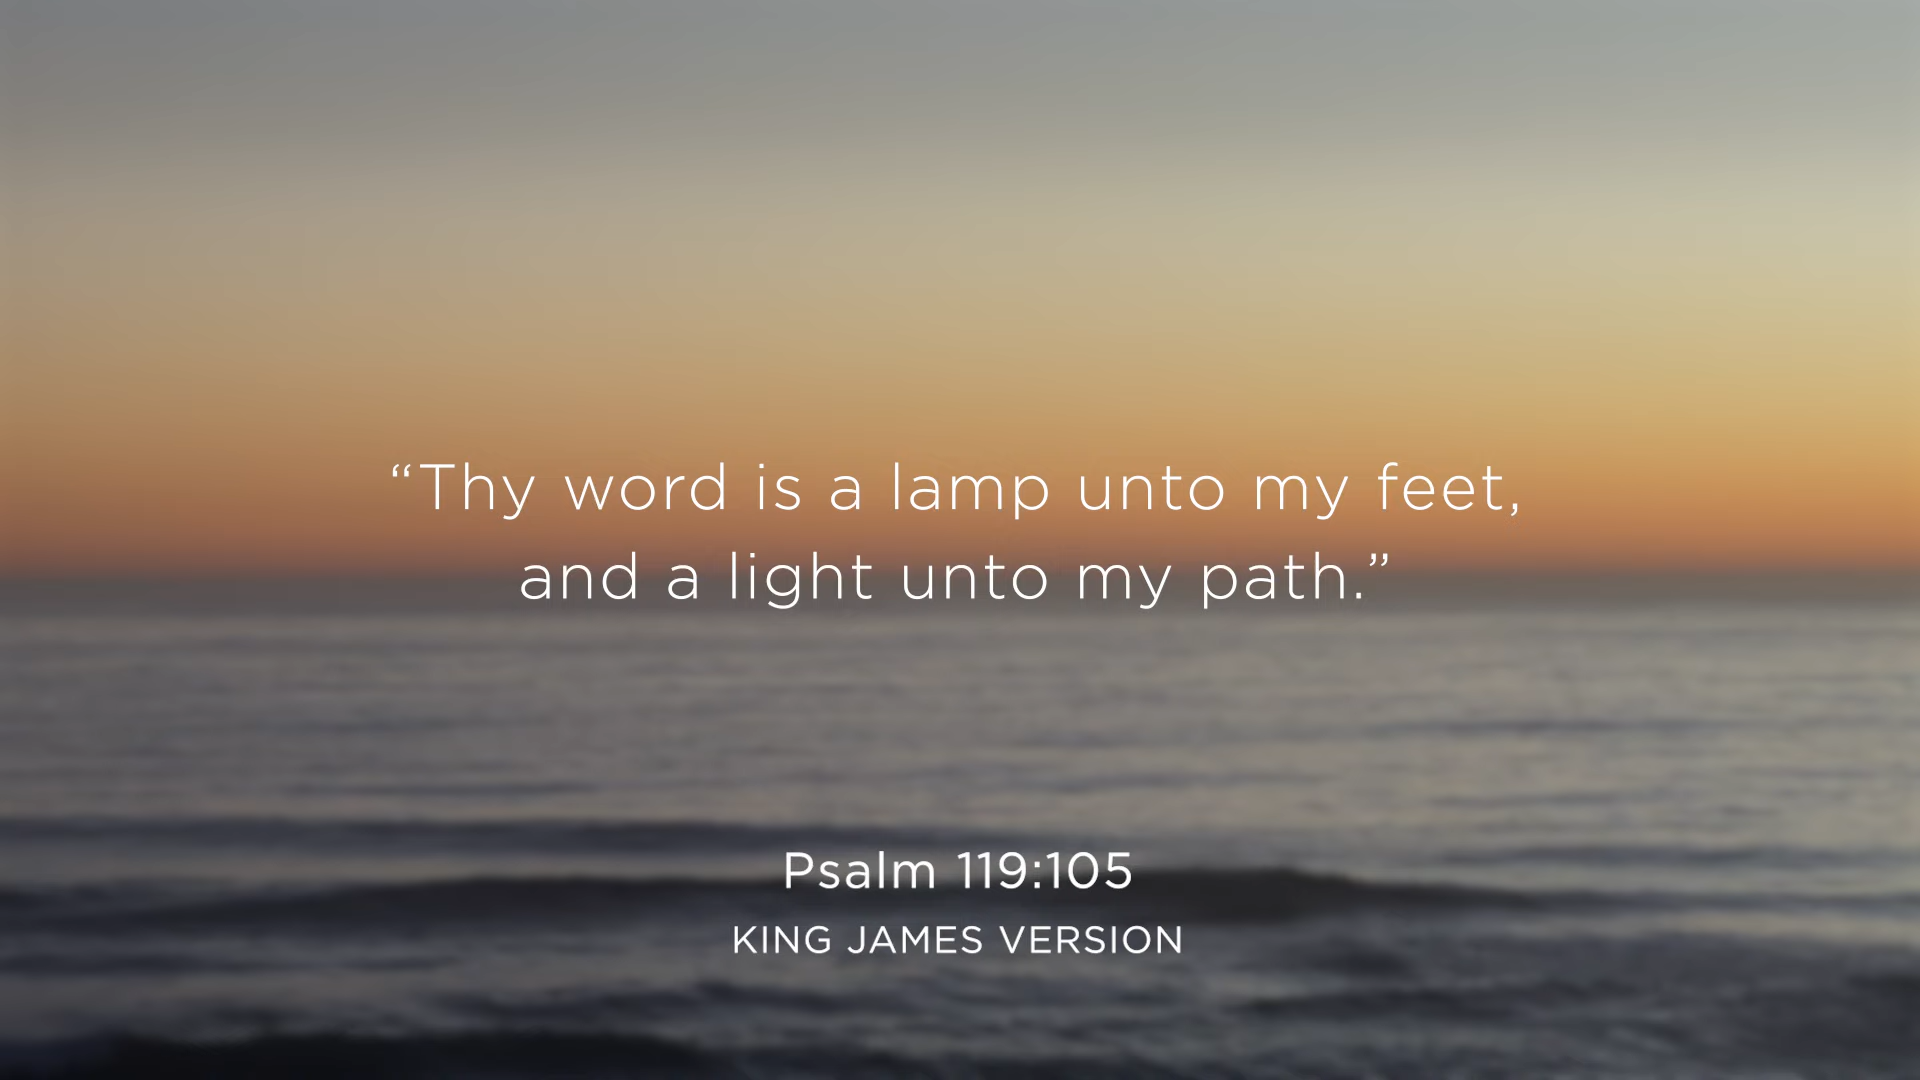 “Thy word is a lamp unto my feet,
and a light unto my path.”
Psalm 119:105
KING JAMES VERSION